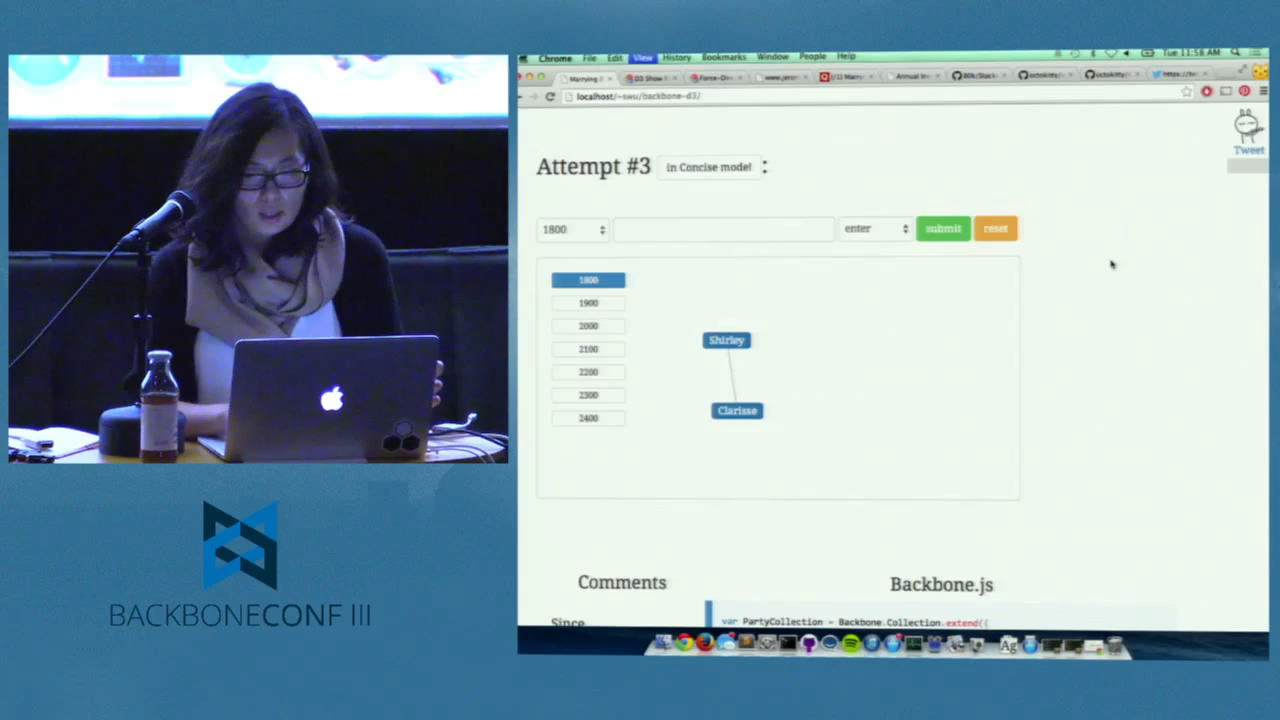 Chrome File Edit View History Bookmarks Window People Help
Tue 11:58 AM
localhost/~swu/backbone-d3/
Tweet
Attempt #3 in Concise mode! :
1800 enter submit reset
1800
1900
2000
2100
2200
2300
2400
Shirley
Clarisse
Comments Backbone.js
Since
var PartyCollection = Backbone.Collection.extend({
BACKBONECONF III